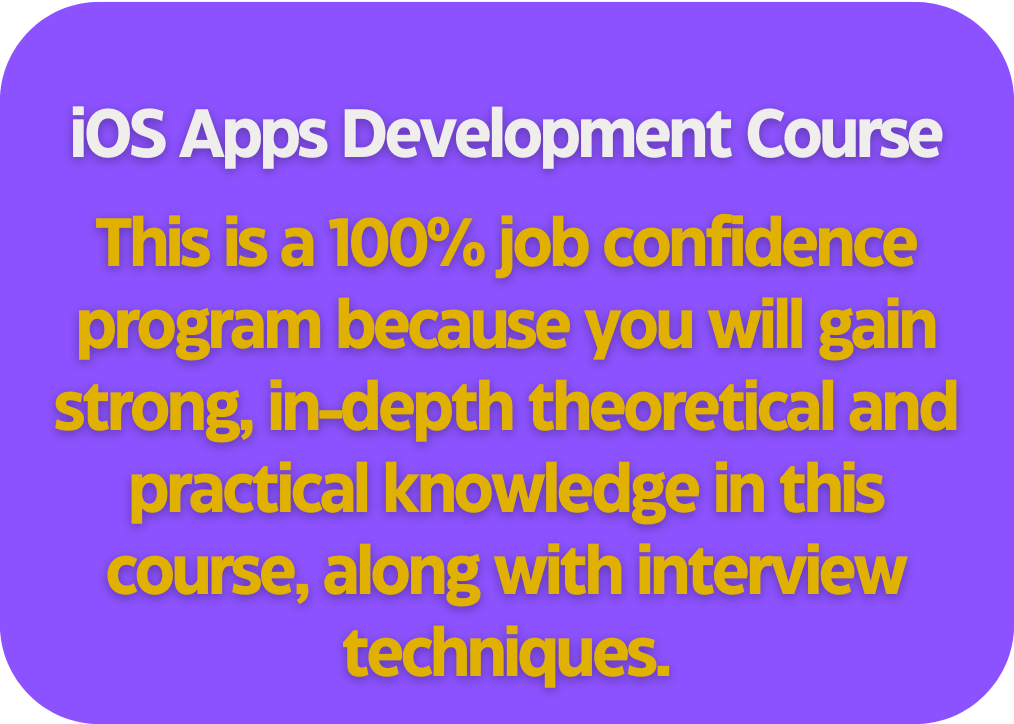 iOS Apps Development Course
This is a 100% job confidence
program because you will gain
strong, in-depth theoretical and
practical knowledge in this
course, along with interview
techniques.